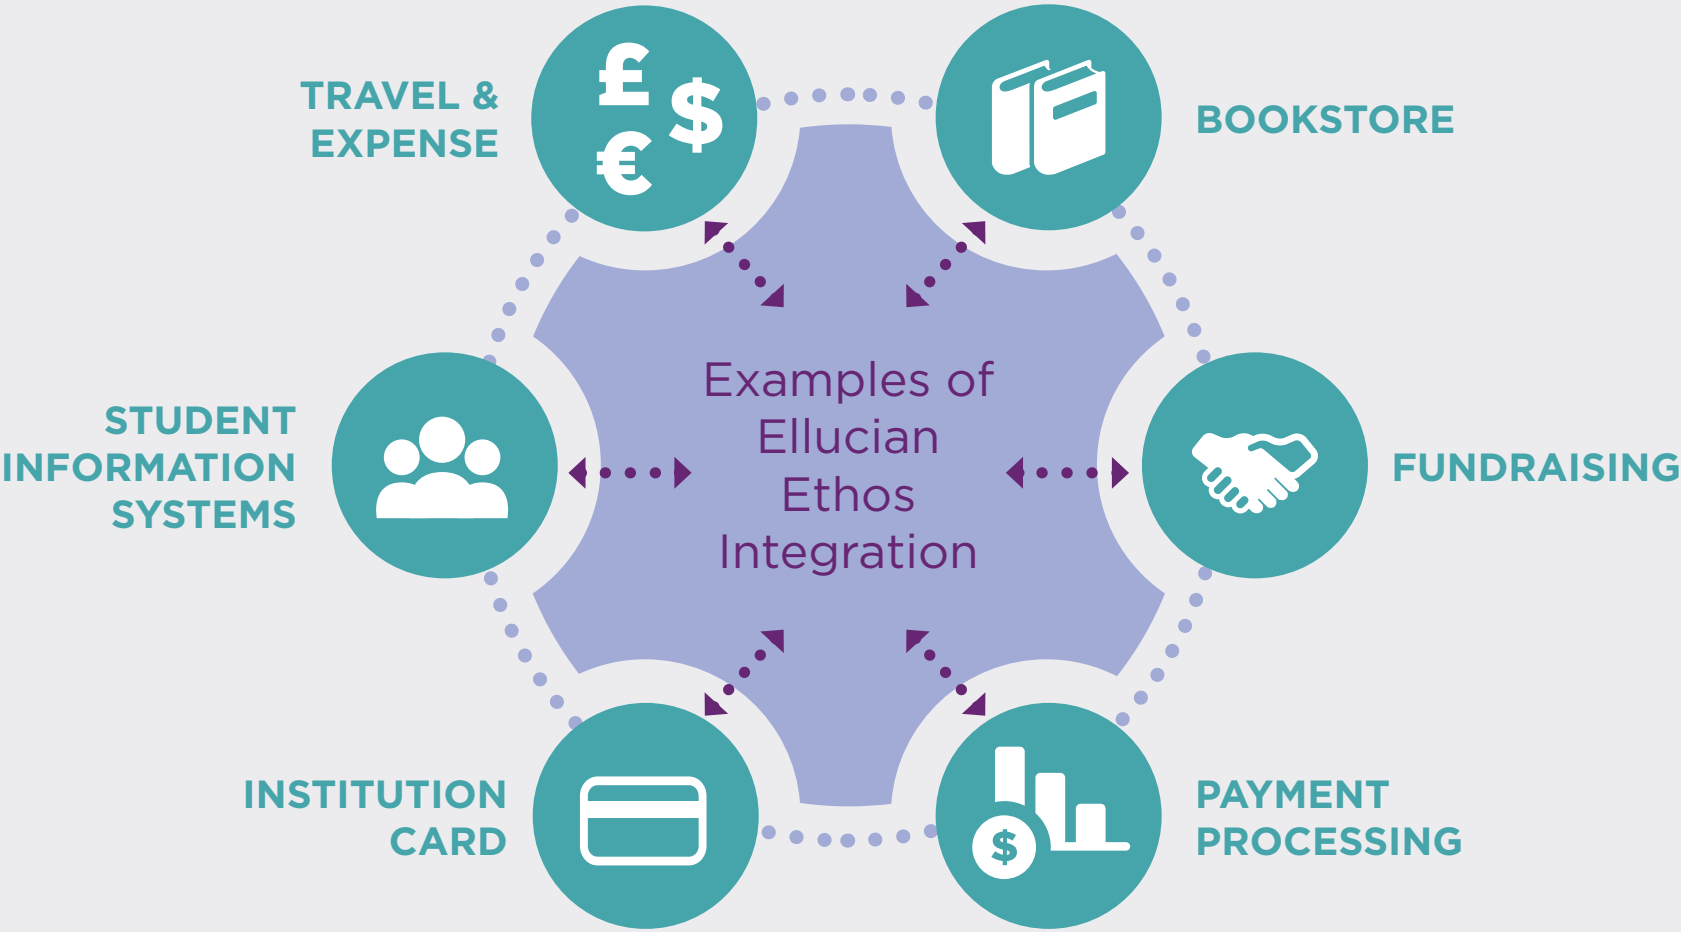 TRAVEL &
EXPENSE
£
$
€
BOOKSTORE
STUDENT
INFORMATION
SYSTEMS
Examples of
Ellucian
Ethos
Integration
FUNDRAISING
INSTITUTION
CARD
$
PAYMENT
PROCESSING